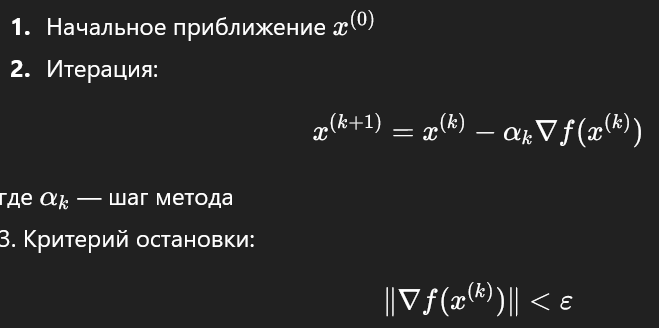 1. Начальное приближение x^{(0)}
2. Итерация:
x^{(k+1)} = x^{(k)} − α_k∇f(x^{(k)})
где α_k — шаг метода
3. Критерий остановки:
‖∇f(x^{(k)})‖ < ε